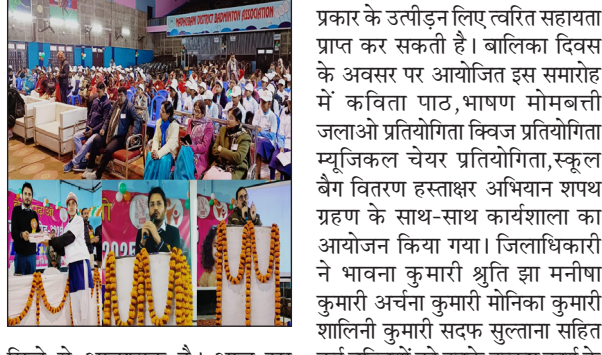 MADHUBANI DISTRICT BADMINTON ASSOCIATION
2025
प्रकार के उत्पीड़न लिए त्वरित सहायता
प्राप्त कर सकती है। बालिका दिवस
के अवसर पर आयोजित इस समारोह
में कविता पाठ,भाषण मोमबत्ती
जलाओ प्रतियोगिता क्विज प्रतियोगिता
म्यूजिकल चेयर प्रतियोगिता,स्कूल
बैग वितरण हस्ताक्षर अभियान शपथ
ग्रहण के साथ-साथ कार्यशाला का
आयोजन किया गया। जिलाधिकारी
ने भावना कुमारी श्रुति झा मनीषा
कुमारी अर्चना कुमारी मोनिका कुमारी
शालिनी कुमारी सदफ सुल्ताना सहित